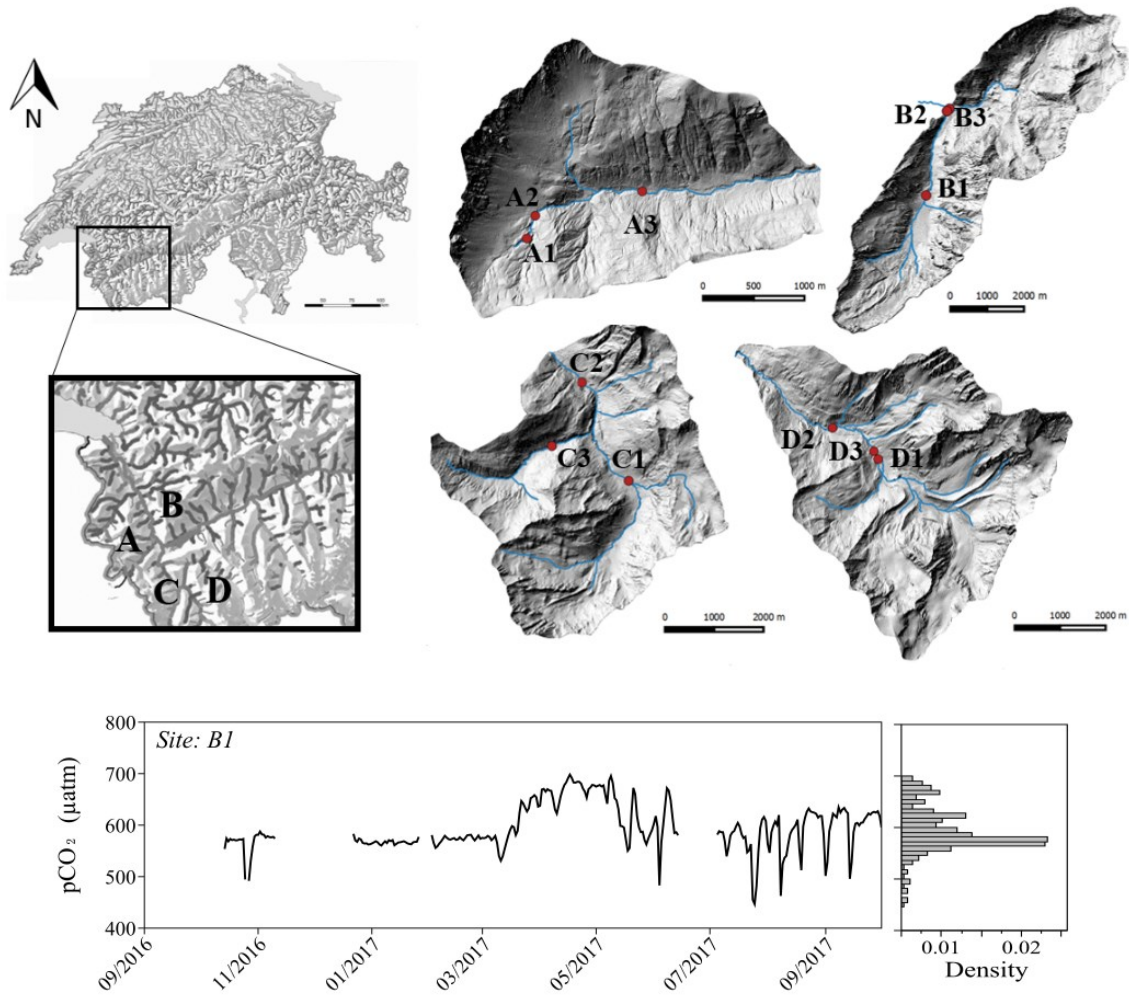 N
A2
A1
A3
0 500 1000 m
B2
B3
B1
0 1000 2000 m
A
B
C
D
C2
C3
C1
0 1000 2000 m
D2
D3
D1
0 1000 2000 m
Site: B1
pCO₂ (µatm)
800
700
600
500
400
09/2016
11/2016
01/2017
03/2017
05/2017
07/2017
09/2017
0.01
0.02
Density